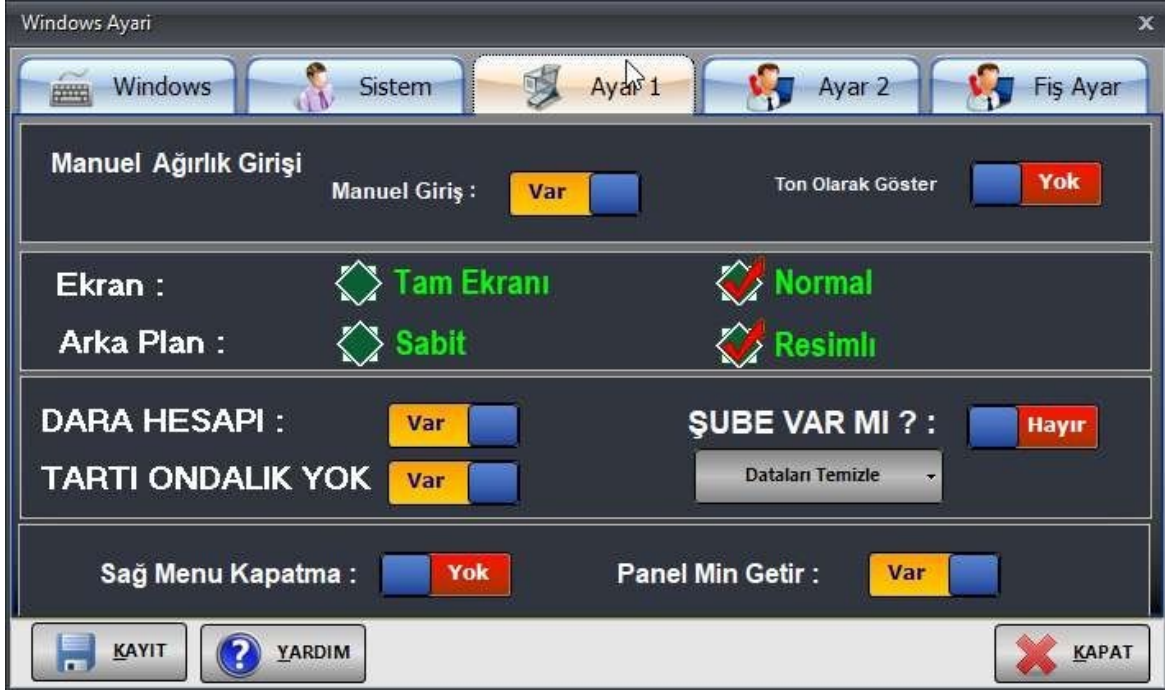 Windows Ayari
x
Windows Sistem Ayar 1 Ayar 2 Fiş Ayar
Manuel Ağırlık Girişi
Manuel Giriş : Var Ton Olarak Göster Yok
Ekran : Tam Ekranı Normal
Arka Plan : Sabit Resimlı
DARA HESAPI : Var ŞUBE VAR MI ? : Hayır
TARTI ONDALIK YOK Var Dataları Temizle
Sağ Menu Kapatma : Yok Panel Min Getir : Var
KAYIT YARDIM KAPAT